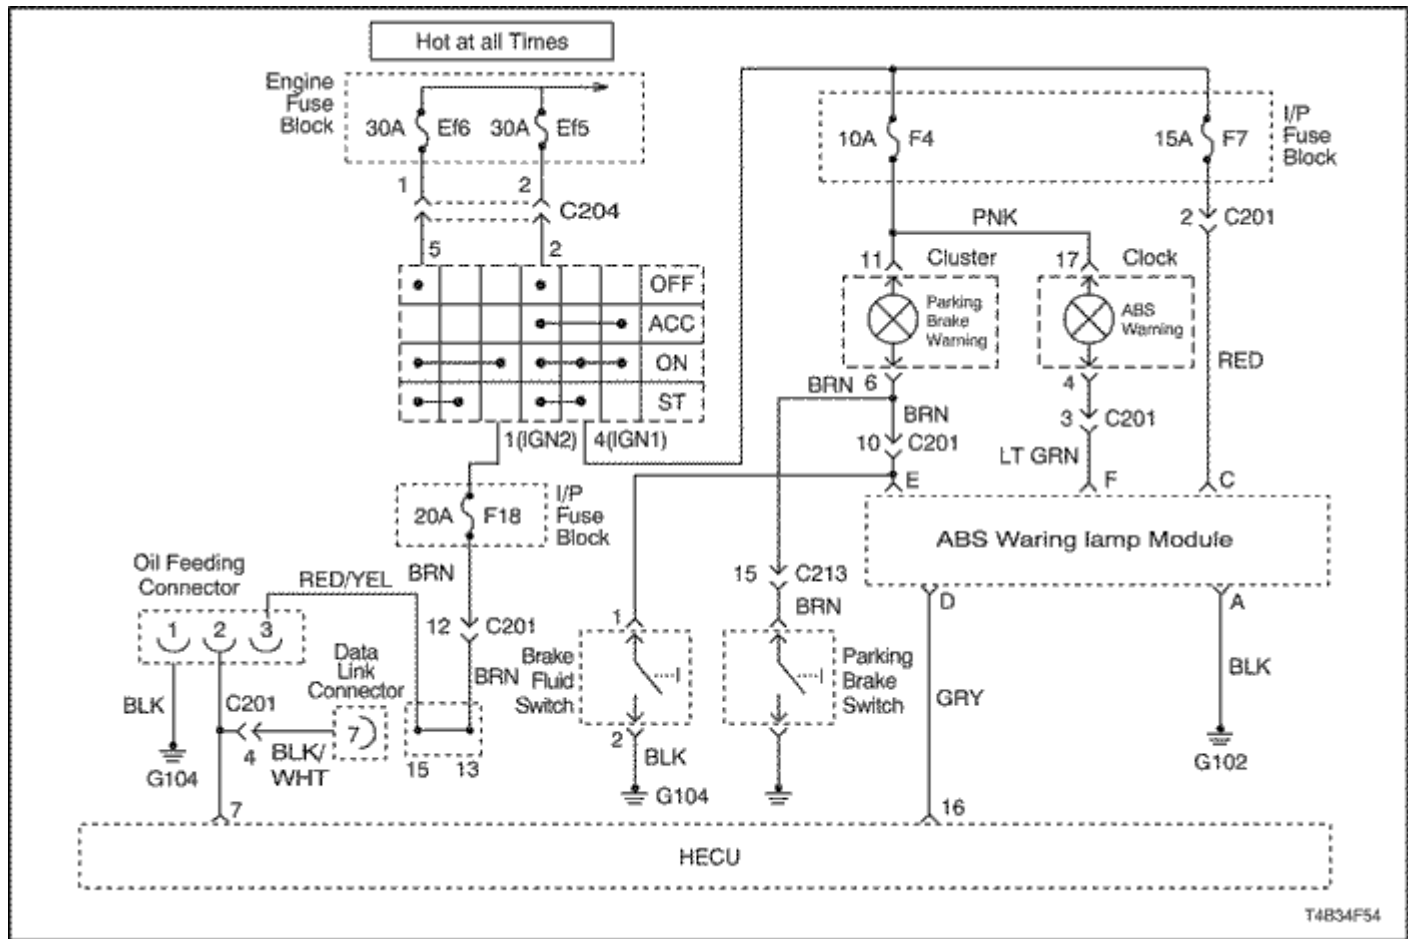 Hot at all Times
Engine
Fuse
Block
30A Ef6 30A Ef5
1 2
C204
5 2
OFF
ACC
ON
ST
1(IGN2) 4(IGN1)
10A F4
15A F7
I/P
Fuse
Block
PNK
2 C201
11 Cluster
17 Clock
Parking
Brake
Warning
ABS
Warning
RED
BRN 6
4
BRN
10 C201
3 C201
LT GRN
E F C
ABS Waring lamp Module
D A
20A F18
I/P
Fuse
Block
BRN
12 C201
BRN
Oil Feeding
Connector
RED/YEL
1 2 3
Data
Link
Connector
7
BLK
C201
4
BLK/
WHT
G104
15 13
7
1
Brake
Fluid
Switch
2
BLK
G104
15 C213
BRN
Parking
Brake
Switch
GRY
BLK
G102
16
HECU
T4B34F54